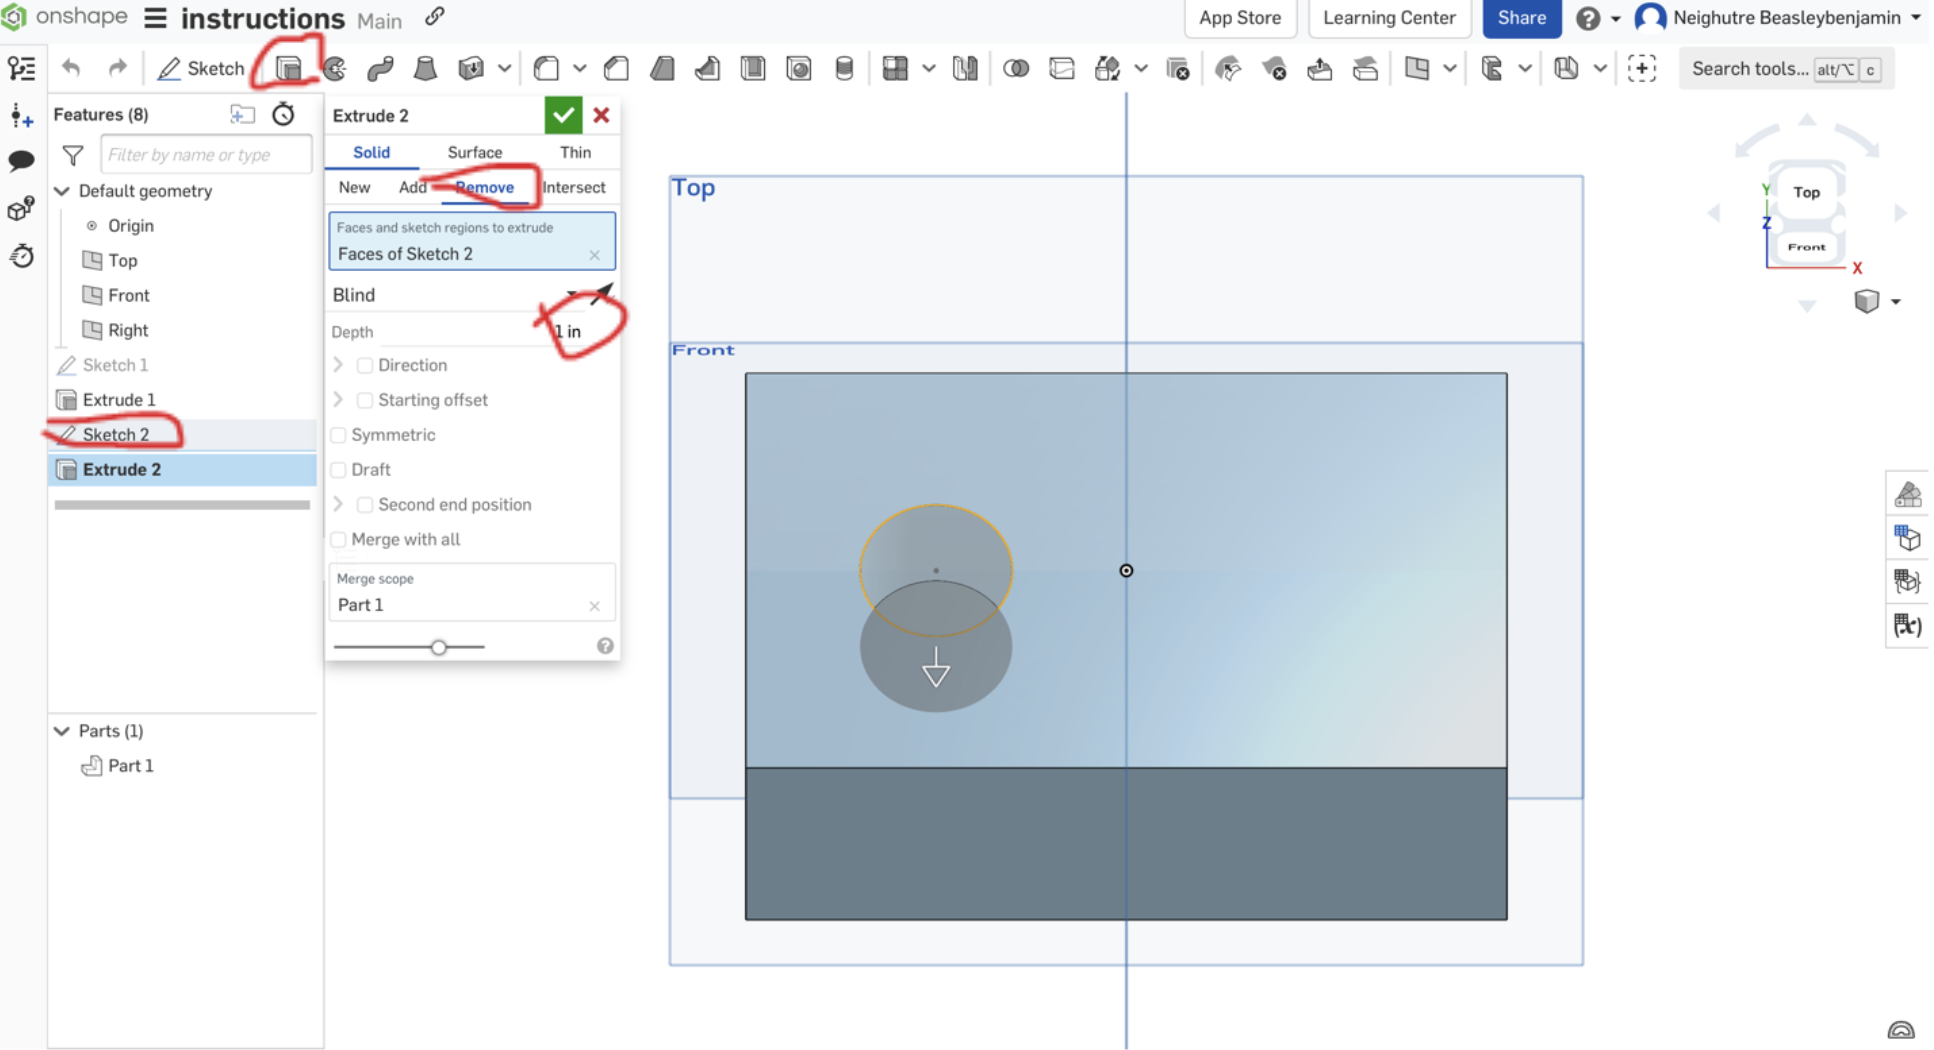 onshape instructions Main App Store Learning Center Share ? Neighutre Beasleybenjamin
Sketch Search tools... alt/⌥ c
Features (8)
Filter by name or type
Default geometry
Origin
Top
Front
Right
Sketch 1
Extrude 1
Sketch 2
Extrude 2
Parts (1)
Part 1
Extrude 2
Solid Surface Thin
New Add Remove Intersect
Faces and sketch regions to extrude
Faces of Sketch 2
Blind
Depth 1 in
Direction
Starting offset
Symmetric
Draft
Second end position
Merge with all
Merge scope
Part 1
?
Top
Front
Y
Top
Z
Front
X
(x)